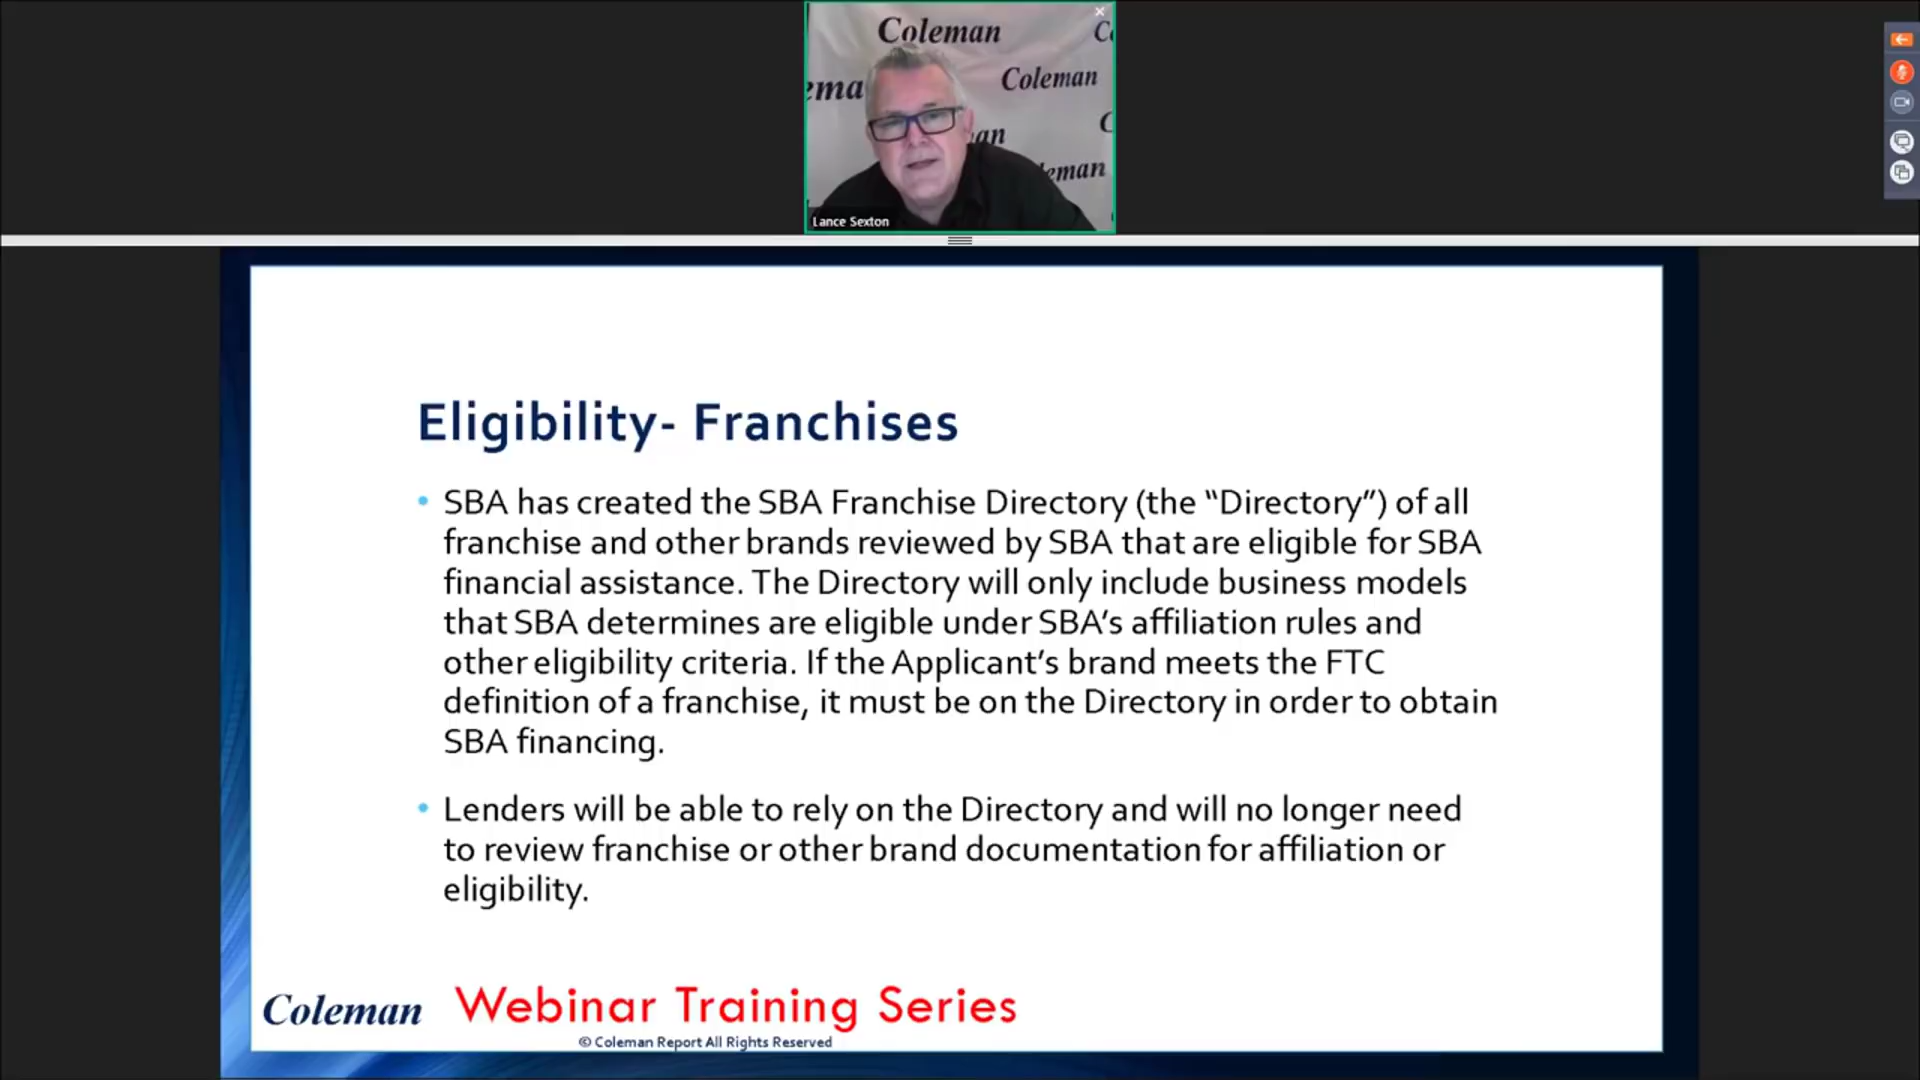 Coleman
Coleman
Lance Sexton
Eligibility- Franchises
• SBA has created the SBA Franchise Directory (the “Directory”) of all
franchise and other brands reviewed by SBA that are eligible for SBA
financial assistance. The Directory will only include business models
that SBA determines are eligible under SBA’s affiliation rules and
other eligibility criteria. If the Applicant’s brand meets the FTC
definition of a franchise, it must be on the Directory in order to obtain
SBA financing.
• Lenders will be able to rely on the Directory and will no longer need
to review franchise or other brand documentation for affiliation or
eligibility.
Coleman Webinar Training Series
© Coleman Report All Rights Reserved